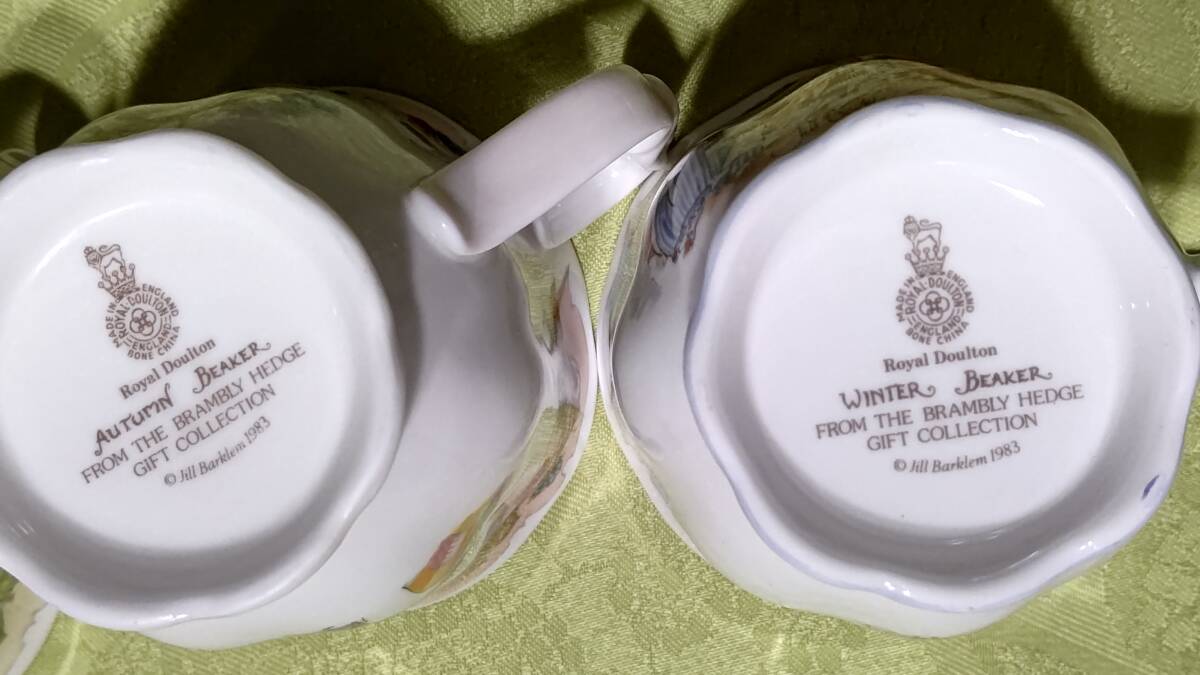 MADE IN ENGLAND
ROYAL DOULTON
ENGLAND
BONE CHINA
Royal Doulton
AUTUMN BEAKER
FROM THE BRAMBLY HEDGE
GIFT COLLECTION
© Jill Barklem 1983
MADE IN ENGLAND
ROYAL DOULTON
ENGLAND
BONE CHINA
Royal Doulton
WINTER BEAKER
FROM THE BRAMBLY HEDGE
GIFT COLLECTION
© Jill Barklem 1983